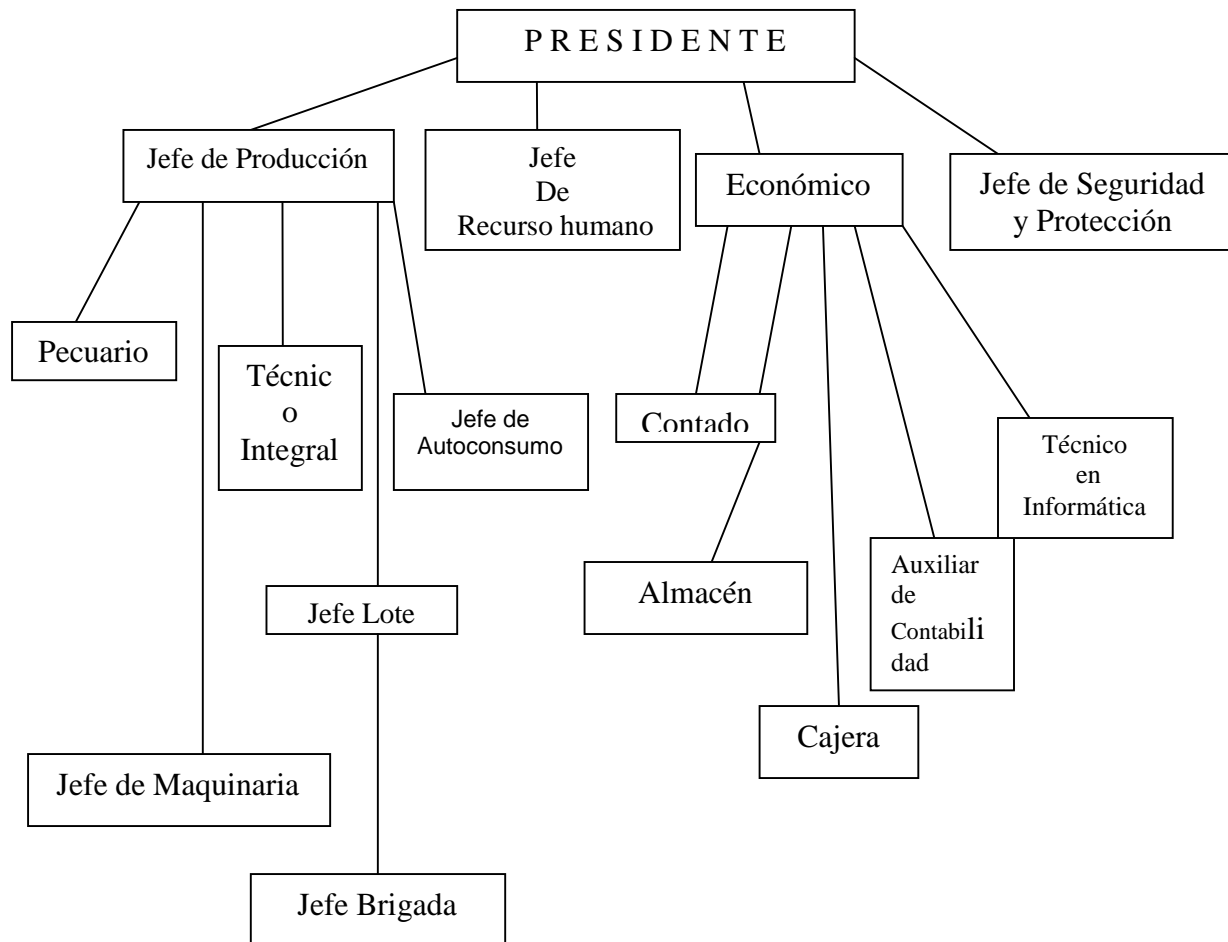 P R E S I D E N T E
Jefe de Producción
Jefe
De
Recurso humano
Económico
Jefe de Seguridad
y Protección
Pecuario
Técnic
o
Integral
Jefe de
Autoconsumo
Contado
Técnico
en
Informática
Almacén
Auxiliar
de
Contabili
dad
Jefe Lote
Cajera
Jefe de Maquinaria
Jefe Brigada